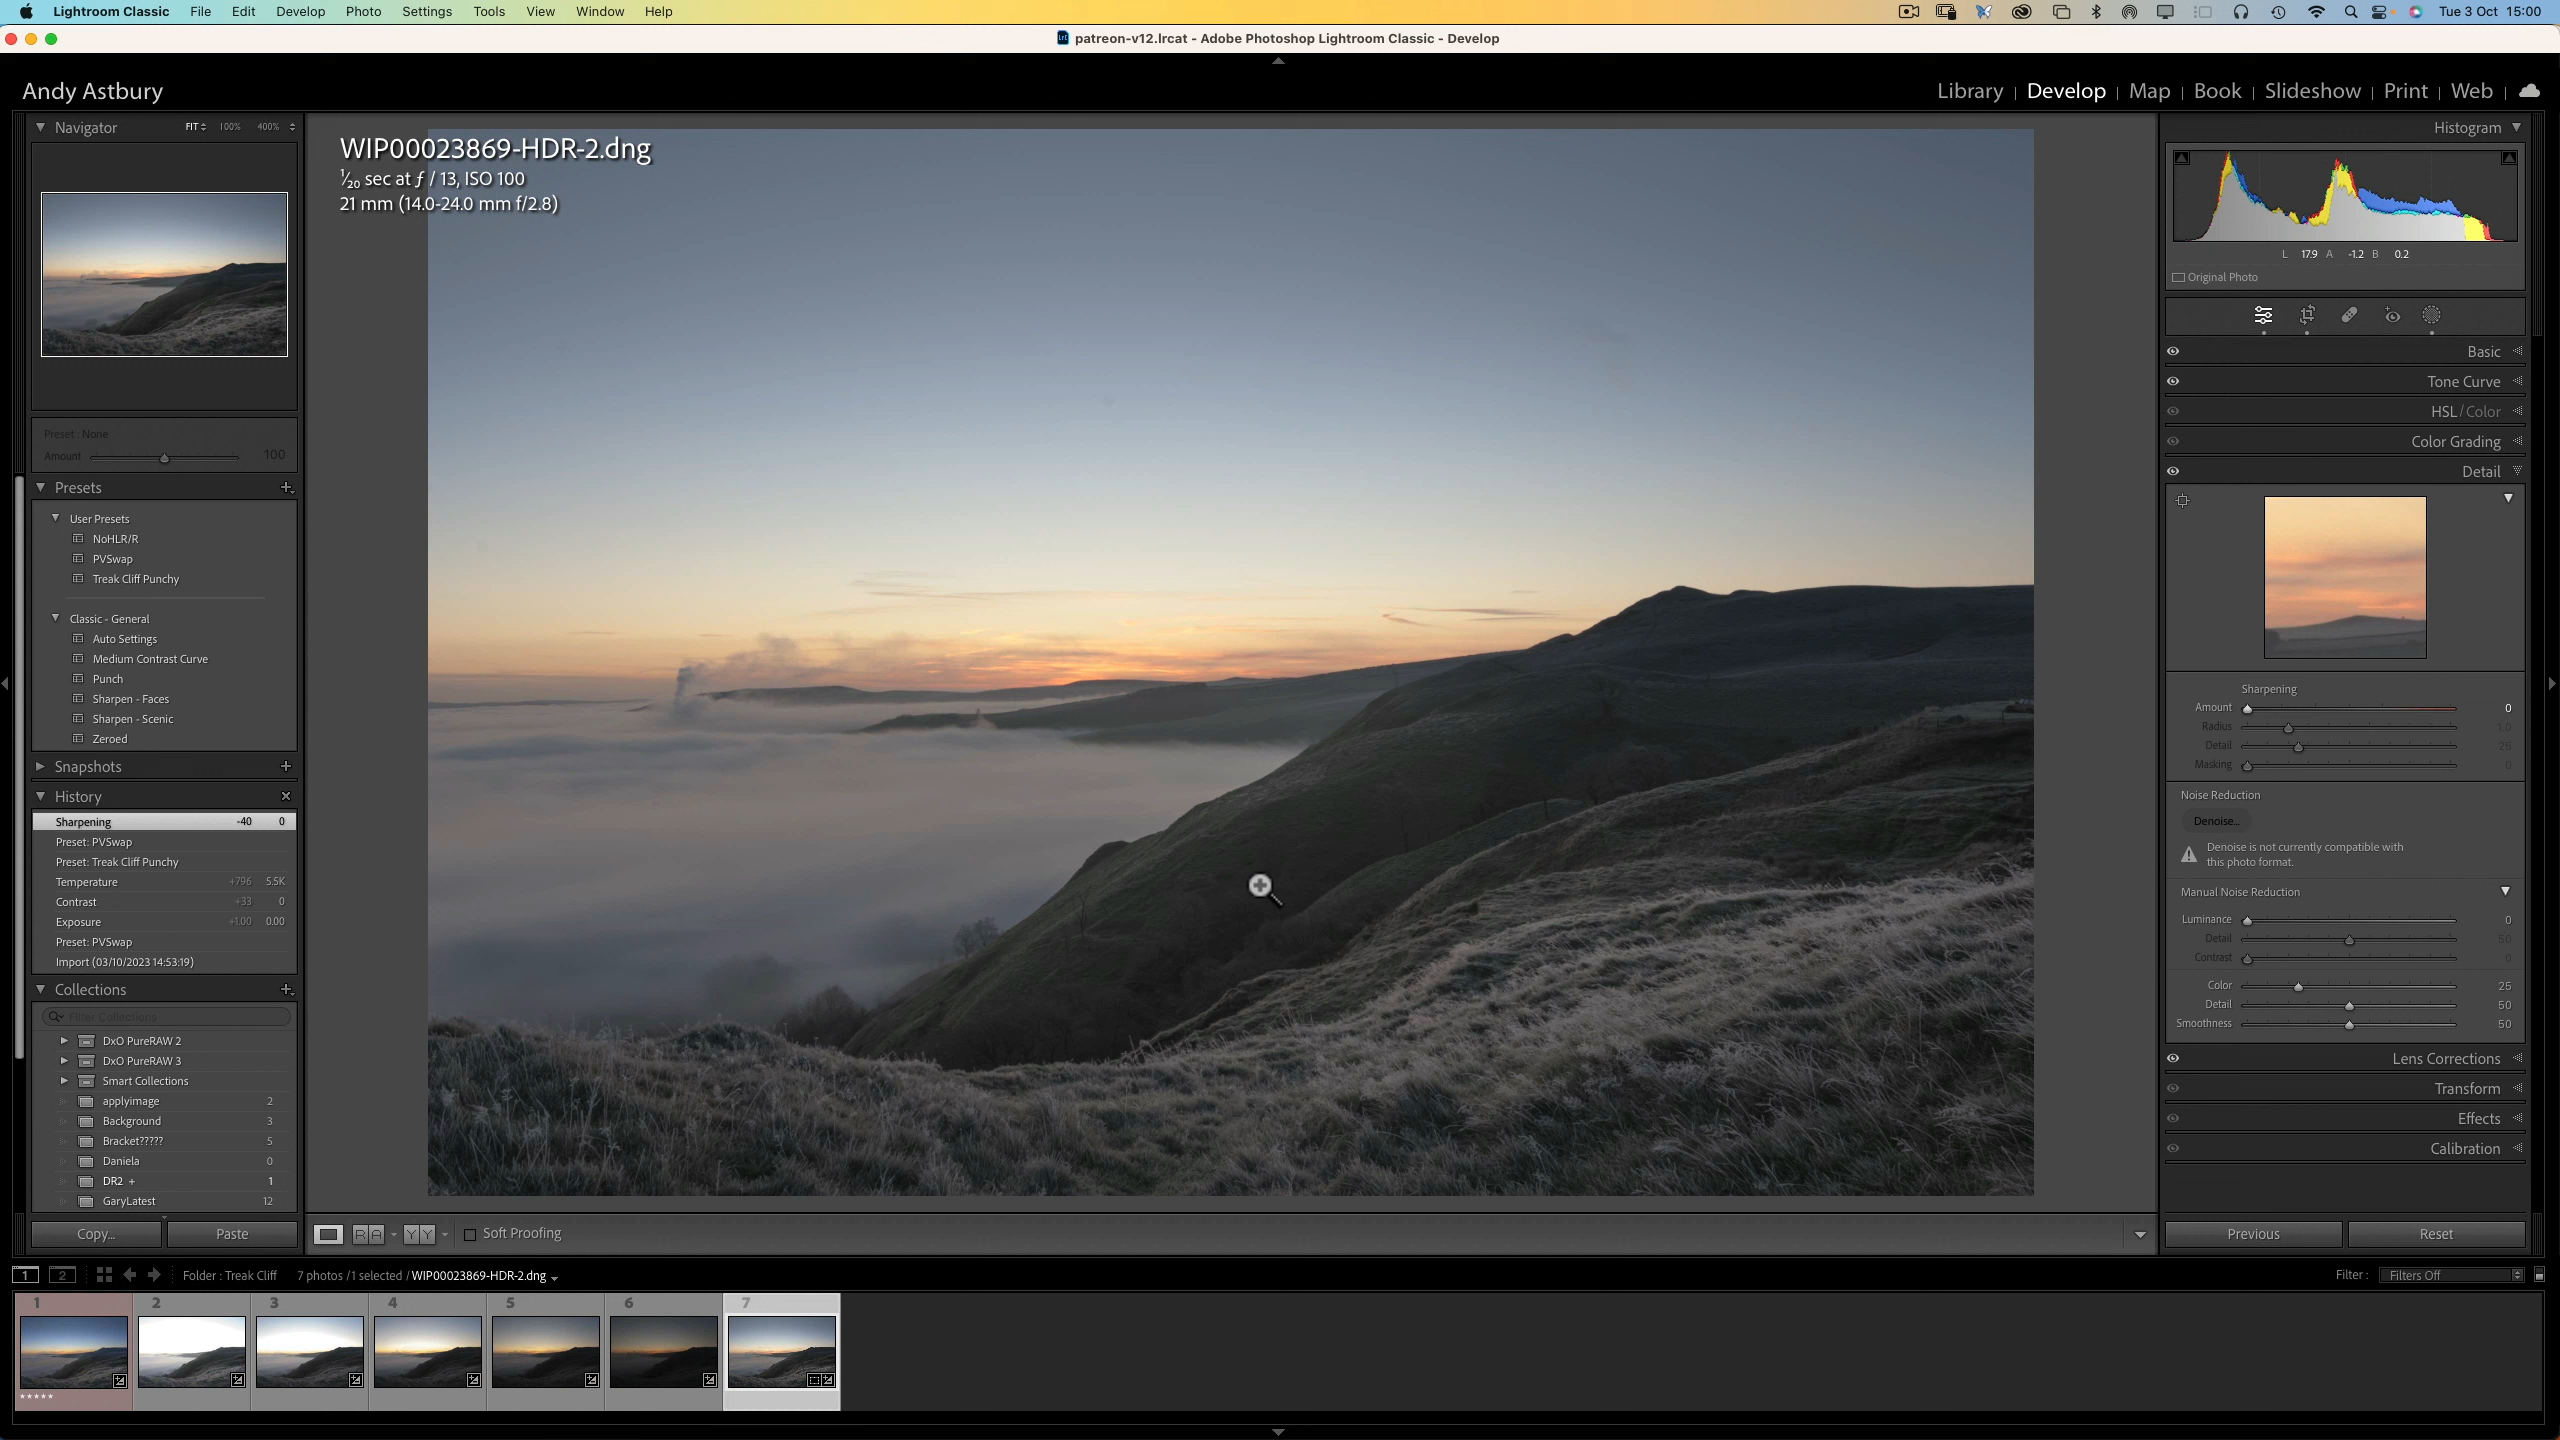 Lightroom Classic File Edit Develop Photo Settings Tools View Window Help Tue 3 Oct 15:00
patreon-v12.lrcat - Adobe Photoshop Lightroom Classic - Develop
Andy Astbury
Library | Develop | Map | Book | Slideshow | Print | Web |
Navigator FIT 100% 400%
Preset : None
Amount 100
Presets
User Presets
NoHLR/R
PVSwap
Treak Cliff Punchy
Classic - General
Auto Settings
Medium Contrast Curve
Punch
Sharpen - Faces
Sharpen - Scenic
Zeroed
Snapshots
History
Sharpening -40 0
Preset: PVSwap
Preset: Treak Cliff Punchy
Temperature +796 5.5K
Contrast +33 0
Exposure +1.00 0.00
Preset: PVSwap
Import (03/10/2023 14:53:19)
Collections
Filter Collections
DxO PureRAW 2
DxO PureRAW 3
Smart Collections
applyimage 2
Background 3
Bracket????? 5
Daniela 0
DR2 + 1
GaryLatest 12
Copy... Paste
WIP00023869-HDR-2.dng
1/20 sec at ƒ / 13, ISO 100
21 mm (14.0-24.0 mm f/2.8)
R A Y Y Soft Proofing
Histogram
L 17.9 A -1.2 B 0.2
Original Photo
Basic
Tone Curve
HSL / Color
Color Grading
Detail
Sharpening
Amount 0
Radius 1.0
Detail 25
Masking 0
Noise Reduction
Denoise...
Denoise is not currently compatible with
this photo format.
Manual Noise Reduction
Luminance 0
Detail 50
Contrast 0
Color 25
Detail 50
Smoothness 50
Lens Corrections
Transform
Effects
Calibration
Previous Reset
1 2 Folder : Treak Cliff 7 photos /1 selected /WIP00023869-HDR-2.dng Filter : Filters Off
1 2 3 4 5 6 7
★★★★★